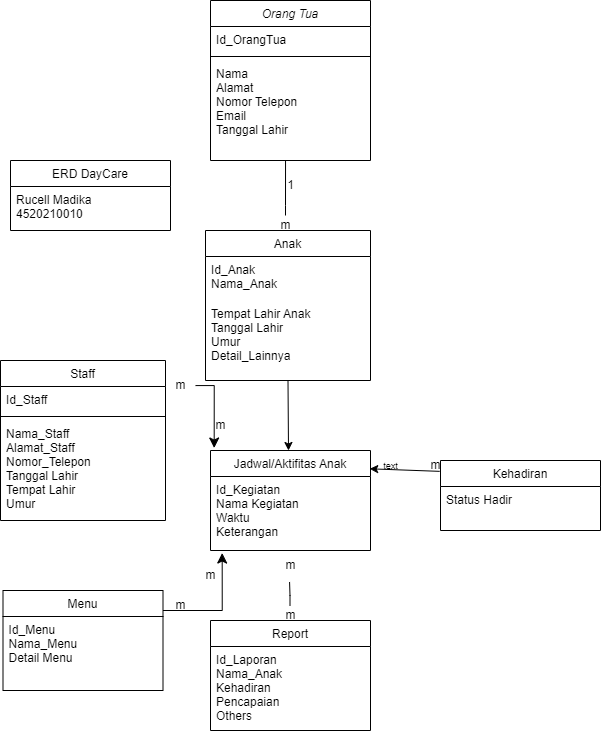 Orang Tua
Id_OrangTua
Nama
Alamat
Nomor Telepon
Email
Tanggal Lahir
ERD DayCare
Rucell Madika
4520210010
1
m
Anak
Id_Anak
Nama_Anak
Tempat Lahir Anak
Tanggal Lahir
Umur
Detail_Lainnya
Staff
Id_Staff
Nama_Staff
Alamat_Staff
Nomor_Telepon
Tanggal Lahir
Tempat Lahir
Umur
m
m
Jadwal/Aktifitas Anak
Id_Kegiatan
Nama Kegiatan
Waktu
Keterangan
text
m
Kehadiran
Status Hadir
m
m
Menu
Id_Menu
Nama_Menu
Detail Menu
m
m
Report
Id_Laporan
Nama_Anak
Kehadiran
Pencapaian
Others